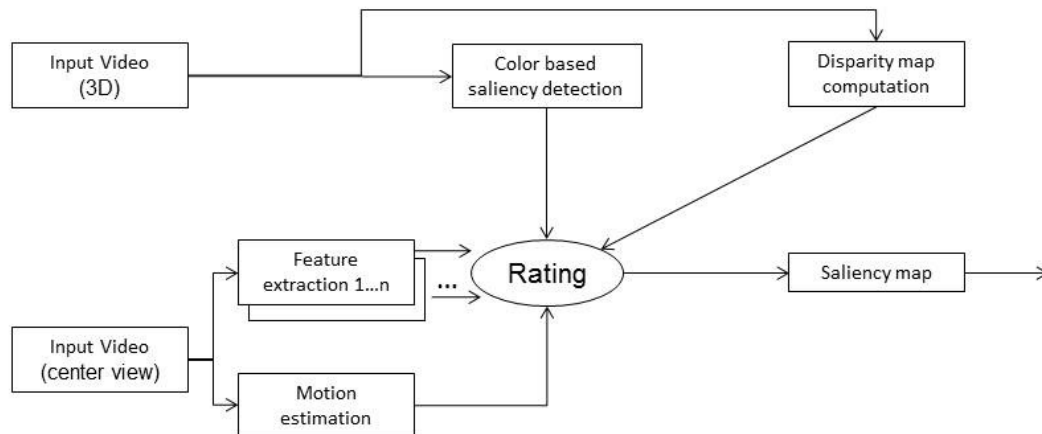 Input Video
(3D)
Color based
saliency detection
Disparity map
computation
Feature
extraction 1...n
...
Rating
Saliency map
Input Video
(center view)
Motion
estimation